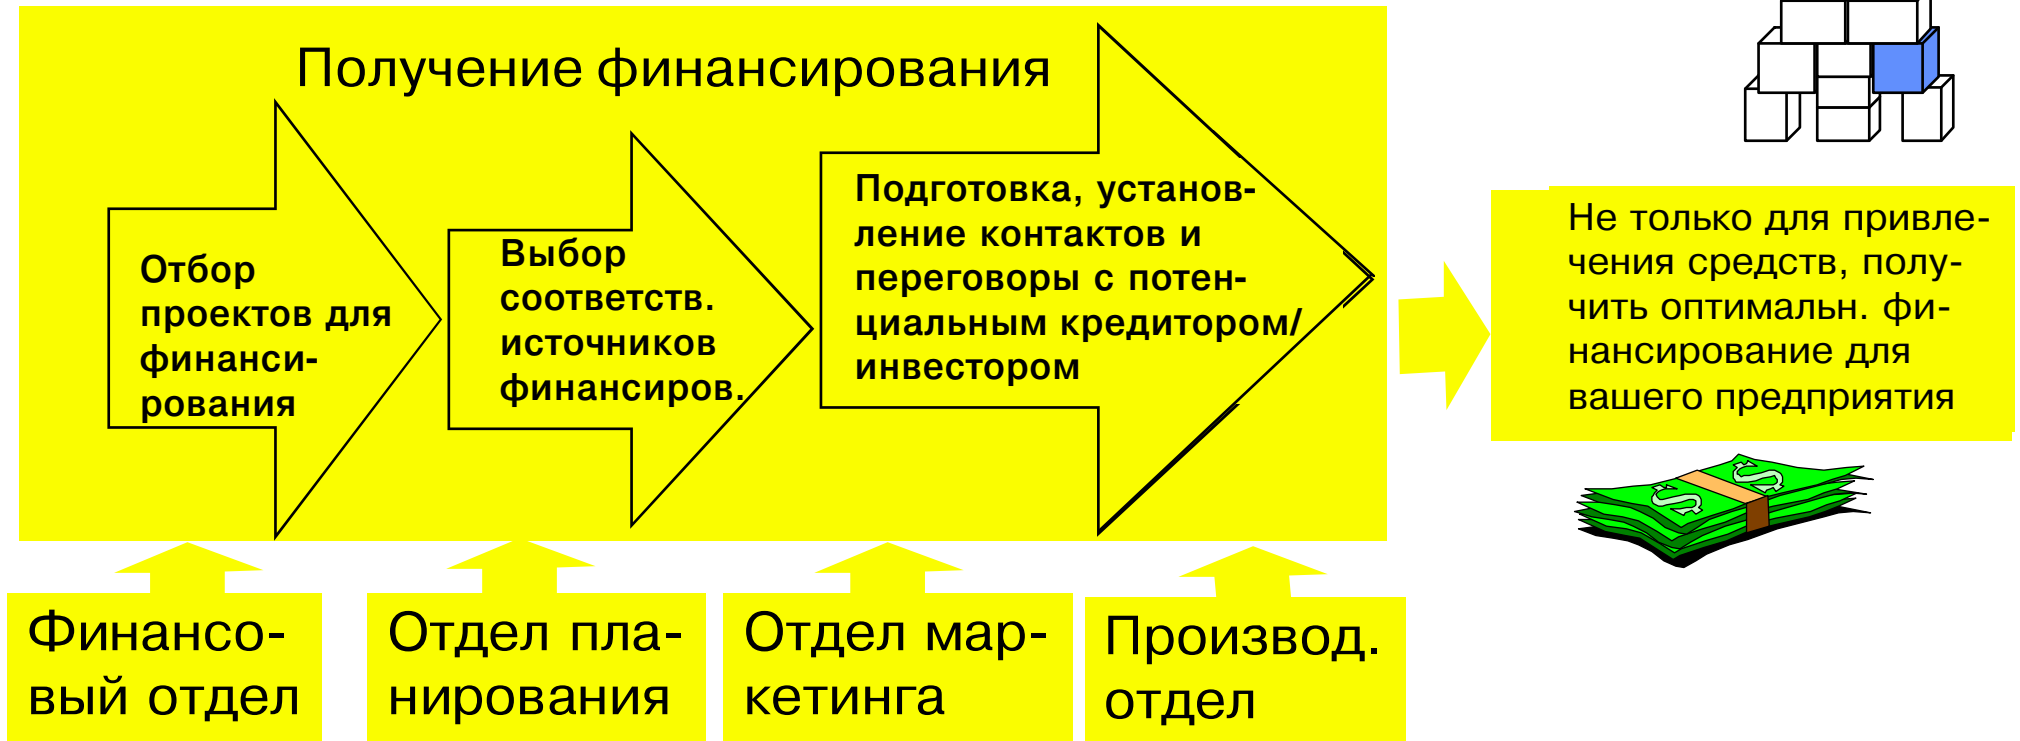 Получение финансирования
Отбор
проектов для
финанси-
рования
Выбор
соответств.
источников
финансиров.
Подготовка, установ-
ление контактов и
переговоры с потен-
циальным кредитором/
инвестором
Не только для привле-
чения средств, полу-
чить оптимальн. фи-
нансирование для
вашего предприятия
Финансо-
вый отдел
Отдел пла-
нирования
Отдел мар-
кетинга
Производ.
отдел